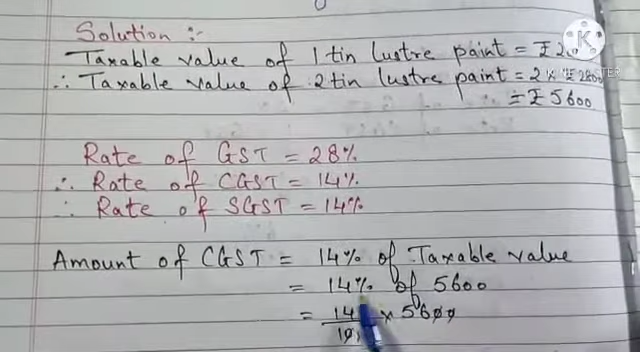 Solution :-
Taxable value of 1 tin lustre paint = ₹ 2
∴ Taxable value of 2 tin lustre paint = 2 × ₹ 2800
= ₹ 5600
Rate of GST = 28%
∴ Rate of CGST = 14%
∴ Rate of SGST = 14%
Amount of CGST = 14% of Taxable value
= 14% of 5600
= 14 × 5600
K